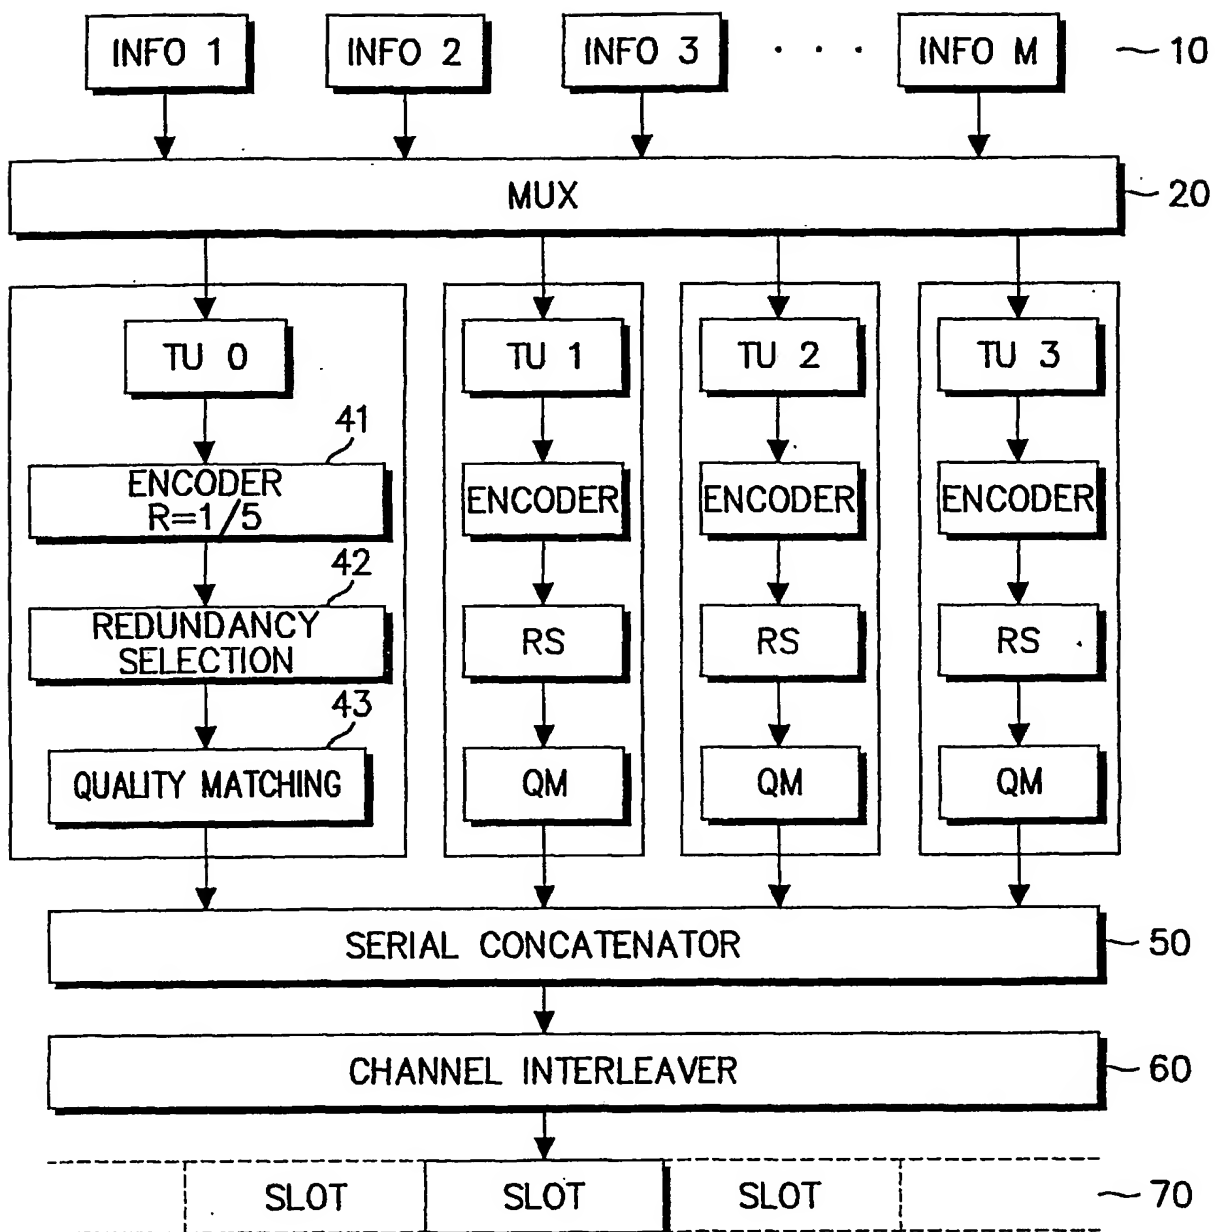 INFO 1 INFO 2 INFO 3 · · · INFO M 10
MUX 20
TU 0 TU 1 TU 2 TU 3
41
ENCODER
R=1/5
ENCODER ENCODER ENCODER
42
REDUNDANCY
SELECTION
RS RS RS
43
QUALITY MATCHING QM QM QM
SERIAL CONCATENATOR 50
CHANNEL INTERLEAVER 60
SLOT SLOT SLOT 70